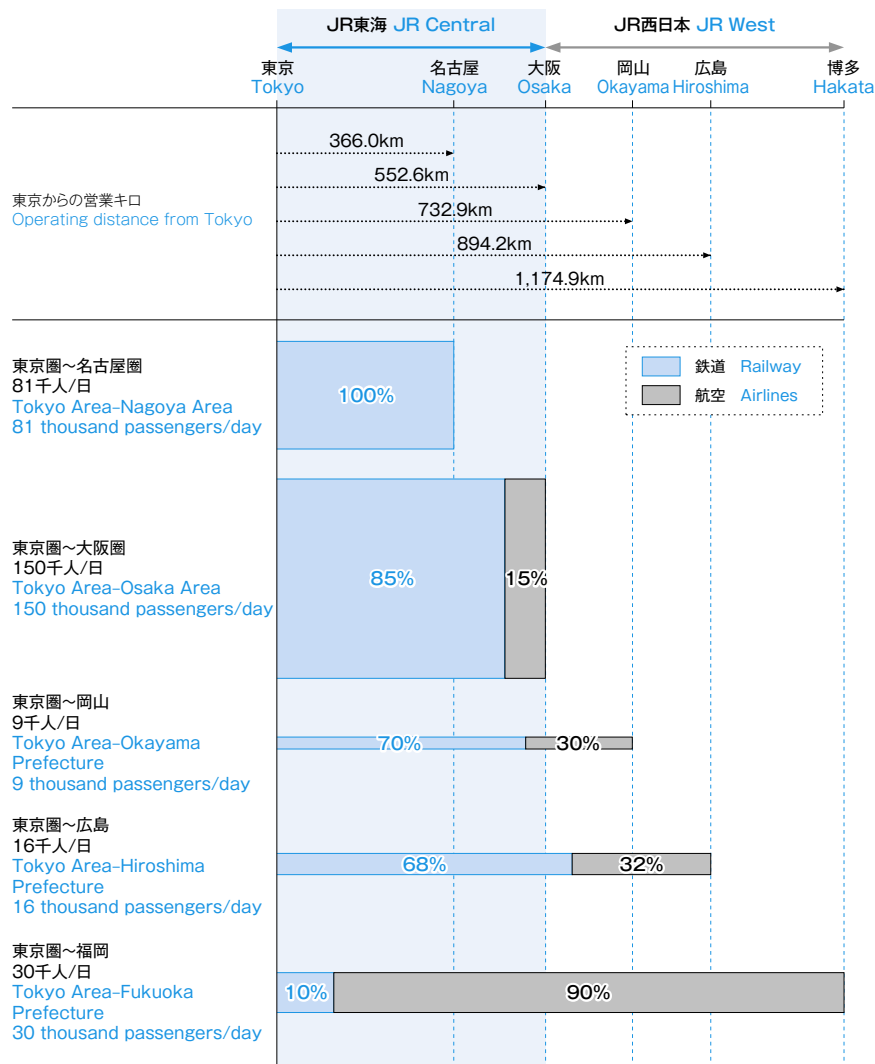 JR東海 JR Central
JR西日本 JR West
東京
Tokyo
名古屋
Nagoya
大阪
Osaka
岡山
Okayama
広島
Hiroshima
博多
Hakata
東京からの営業キロ
Operating distance from Tokyo
366.0km
552.6km
732.9km
894.2km
1,174.9km
鉄道 Railway
航空 Airlines
東京圏~名古屋圏
81千人/日
Tokyo Area–Nagoya Area
81 thousand passengers/day
100%
東京圏~大阪圏
150千人/日
Tokyo Area–Osaka Area
150 thousand passengers/day
85%
15%
東京圏~岡山
9千人/日
Tokyo Area–Okayama
Prefecture
9 thousand passengers/day
70%
30%
東京圏~広島
16千人/日
Tokyo Area–Hiroshima
Prefecture
16 thousand passengers/day
68%
32%
東京圏~福岡
30千人/日
Tokyo Area–Fukuoka
Prefecture
30 thousand passengers/day
10%
90%